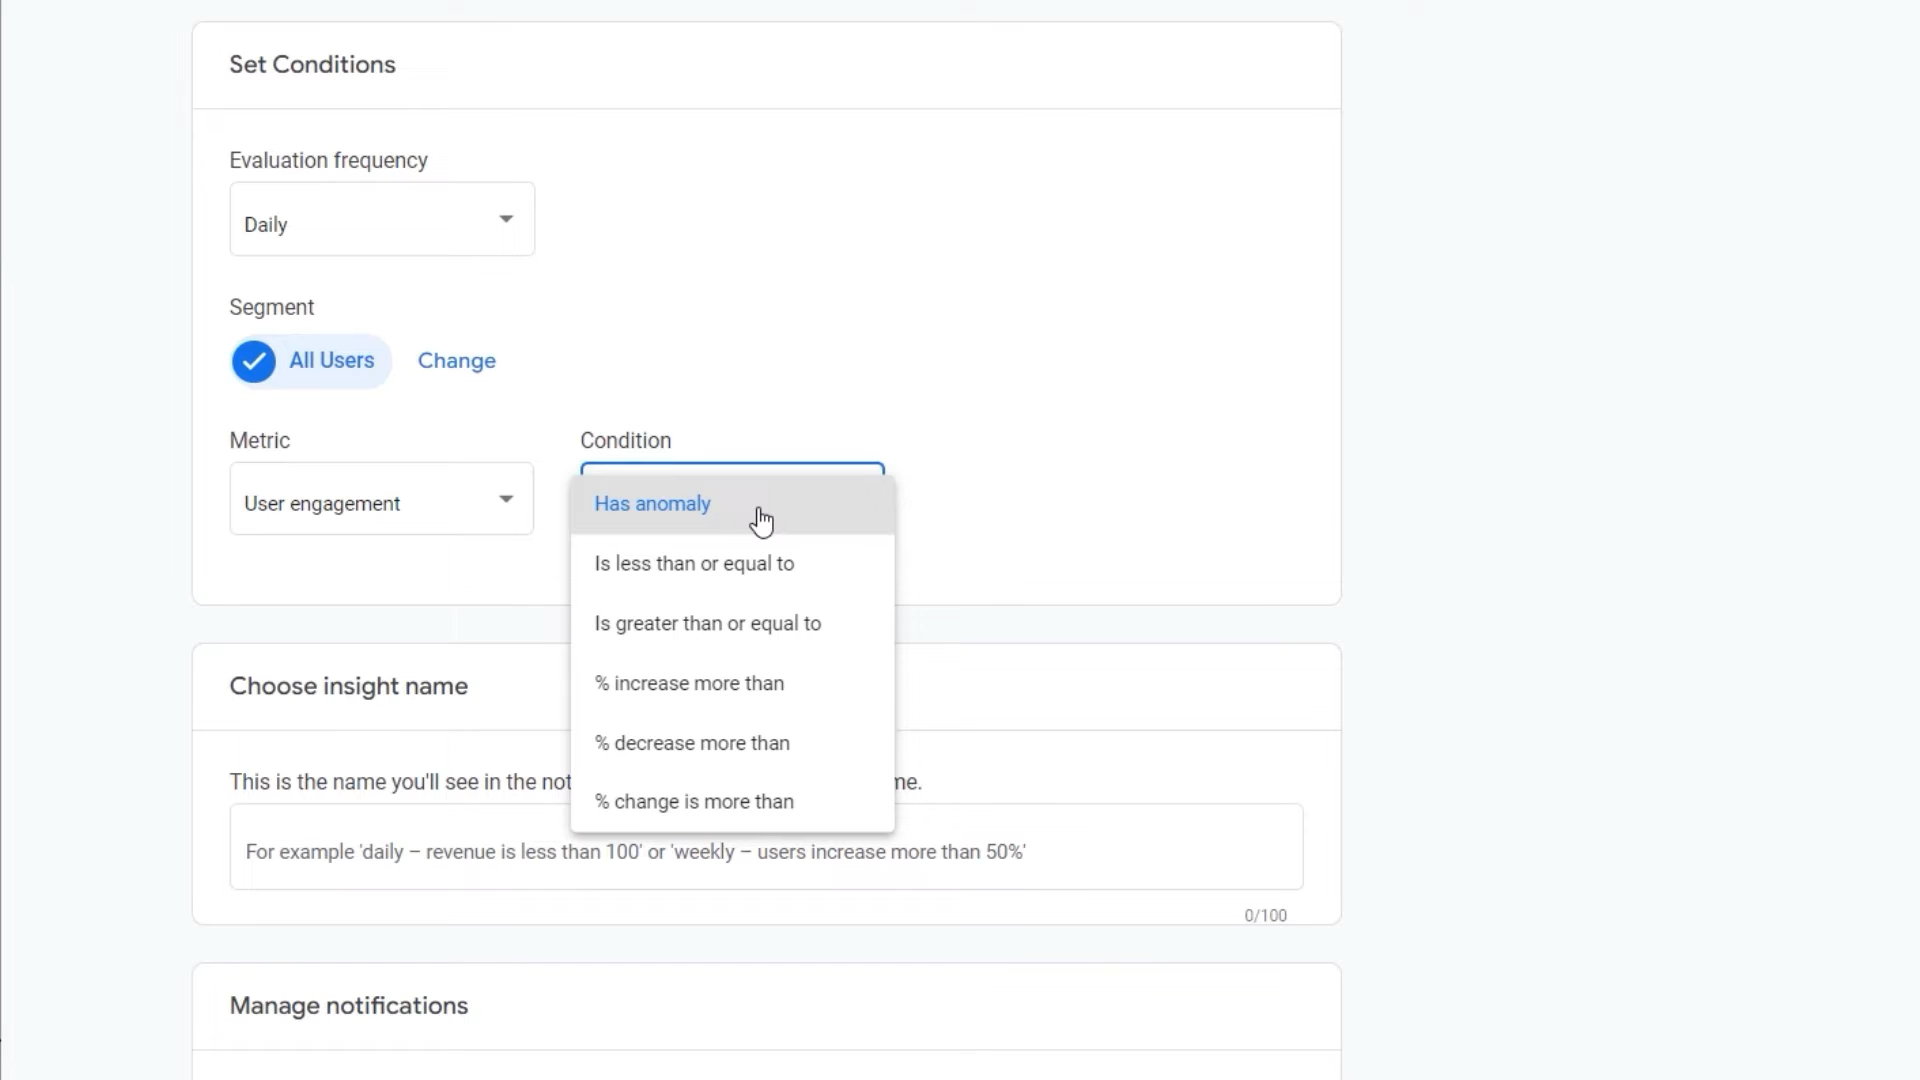 Set Conditions
Evaluation frequency
Daily
Segment
All Users
Change
Metric
Condition
User engagement
Has anomaly
Is less than or equal to
Is greater than or equal to
% increase more than
% decrease more than
% change is more than
Choose insight name
This is the name you'll see in the
For example 'daily – revenue is less than 100' or 'weekly – users increase more than 50%'
0/100
Manage notifications